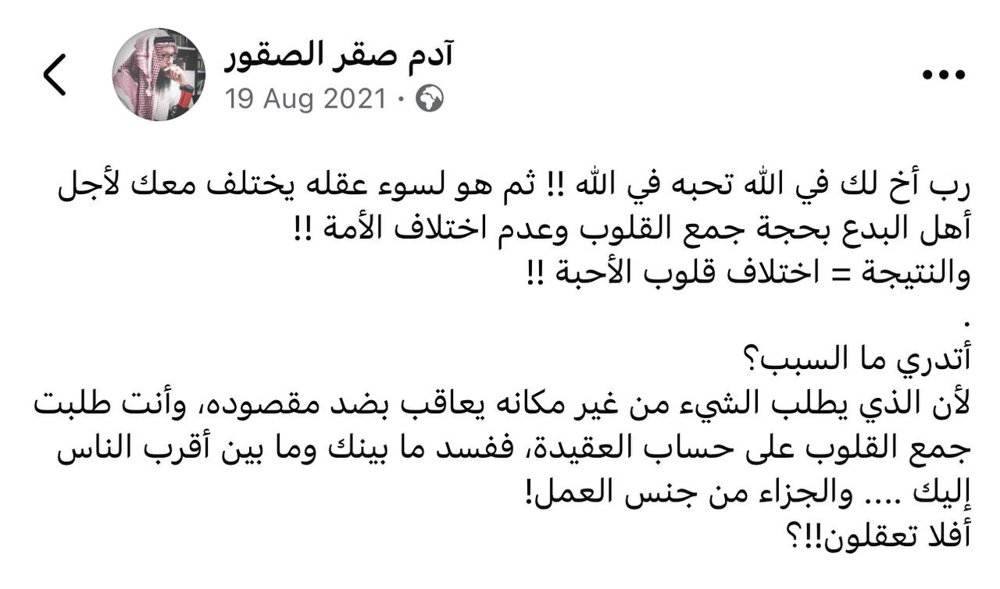 آدم صقر الصقور
19 Aug 2021 ·
رب أخ لك في الله تحبه في الله !! ثم هو لسوء عقله يختلف معك لأجل
أهل البدع بحجة جمع القلوب وعدم اختلاف الأمة !!
والنتيجة = اختلاف قلوب الأحبة !!
.
أتدري ما السبب؟
لأن الذي يطلب الشيء من غير مكانه يعاقب بضد مقصوده، وأنت طلبت
جمع القلوب على حساب العقيدة، ففسد ما بينك وما بين أقرب الناس
إليك .... والجزاء من جنس العمل!
أفلا تعقلون!!؟